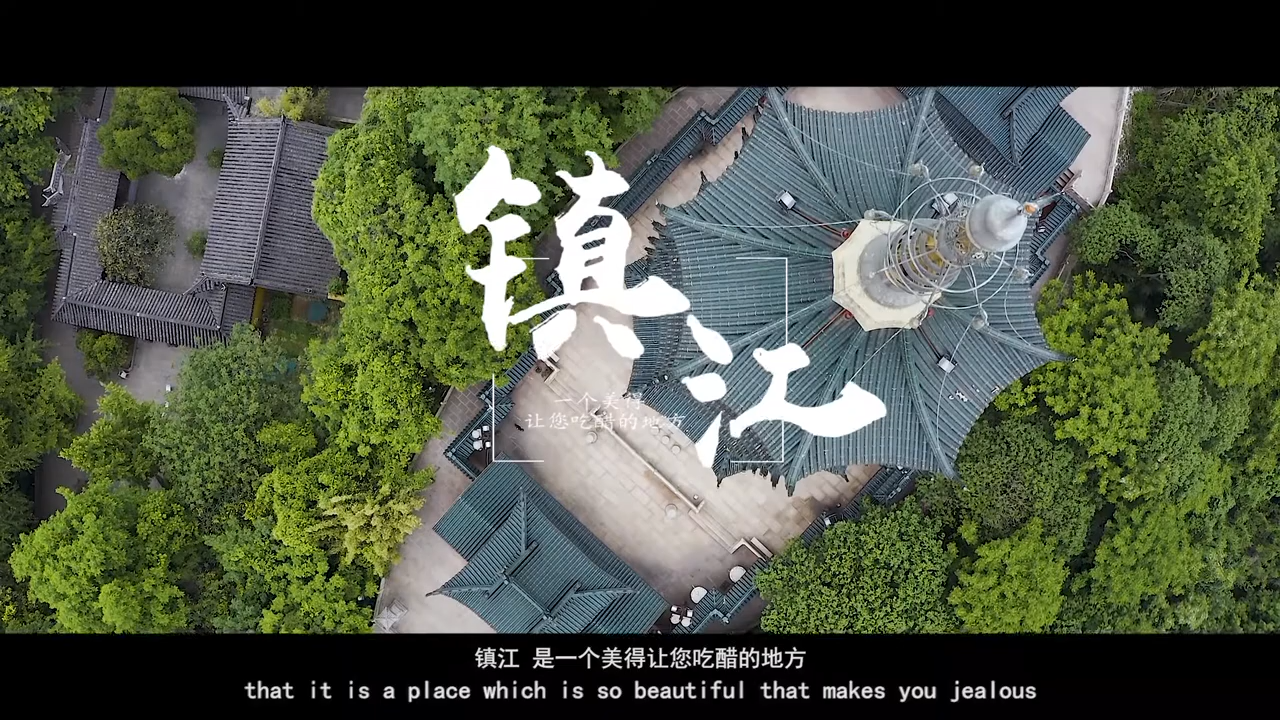 镇江
一个美得
让您吃醋的地方
镇江 是一个美得让您吃醋的地方
that it is a place which is so beautiful that makes you jealous